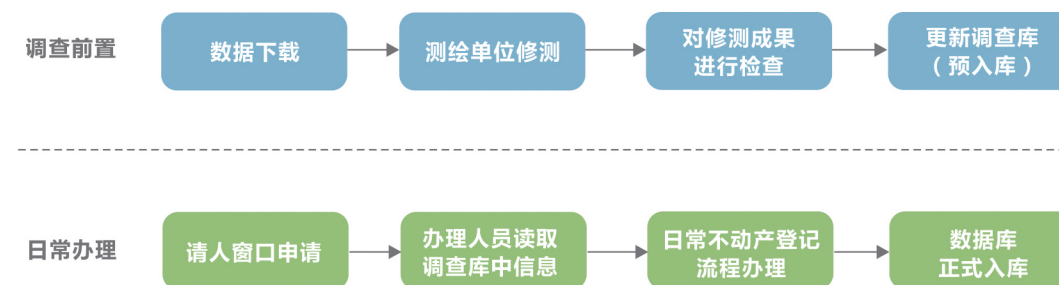 调查前置
数据下载
测绘单位修测
对修测成果
进行检查
更新调查库
（预入库）
日常办理
请人窗口申请
办理人员读取
调查库中信息
日常不动产登记
流程办理
数据库
正式入库